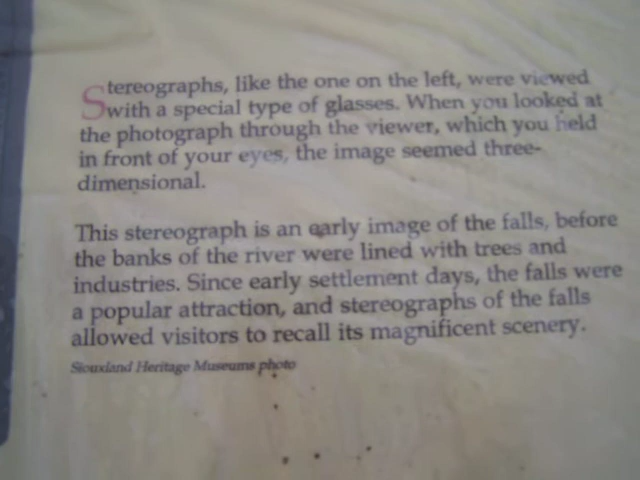 Stereographs, like the one on the left, were viewed
with a special type of glasses. When you looked at
the photograph through the viewer, which you held
in front of your eyes, the image seemed three-
dimensional.
This stereograph is an early image of the falls, before
the banks of the river were lined with trees and
industries. Since early settlement days, the falls were
a popular attraction, and stereographs of the falls
allowed visitors to recall its magnificent scenery.
Siouxland Heritage Museums photo